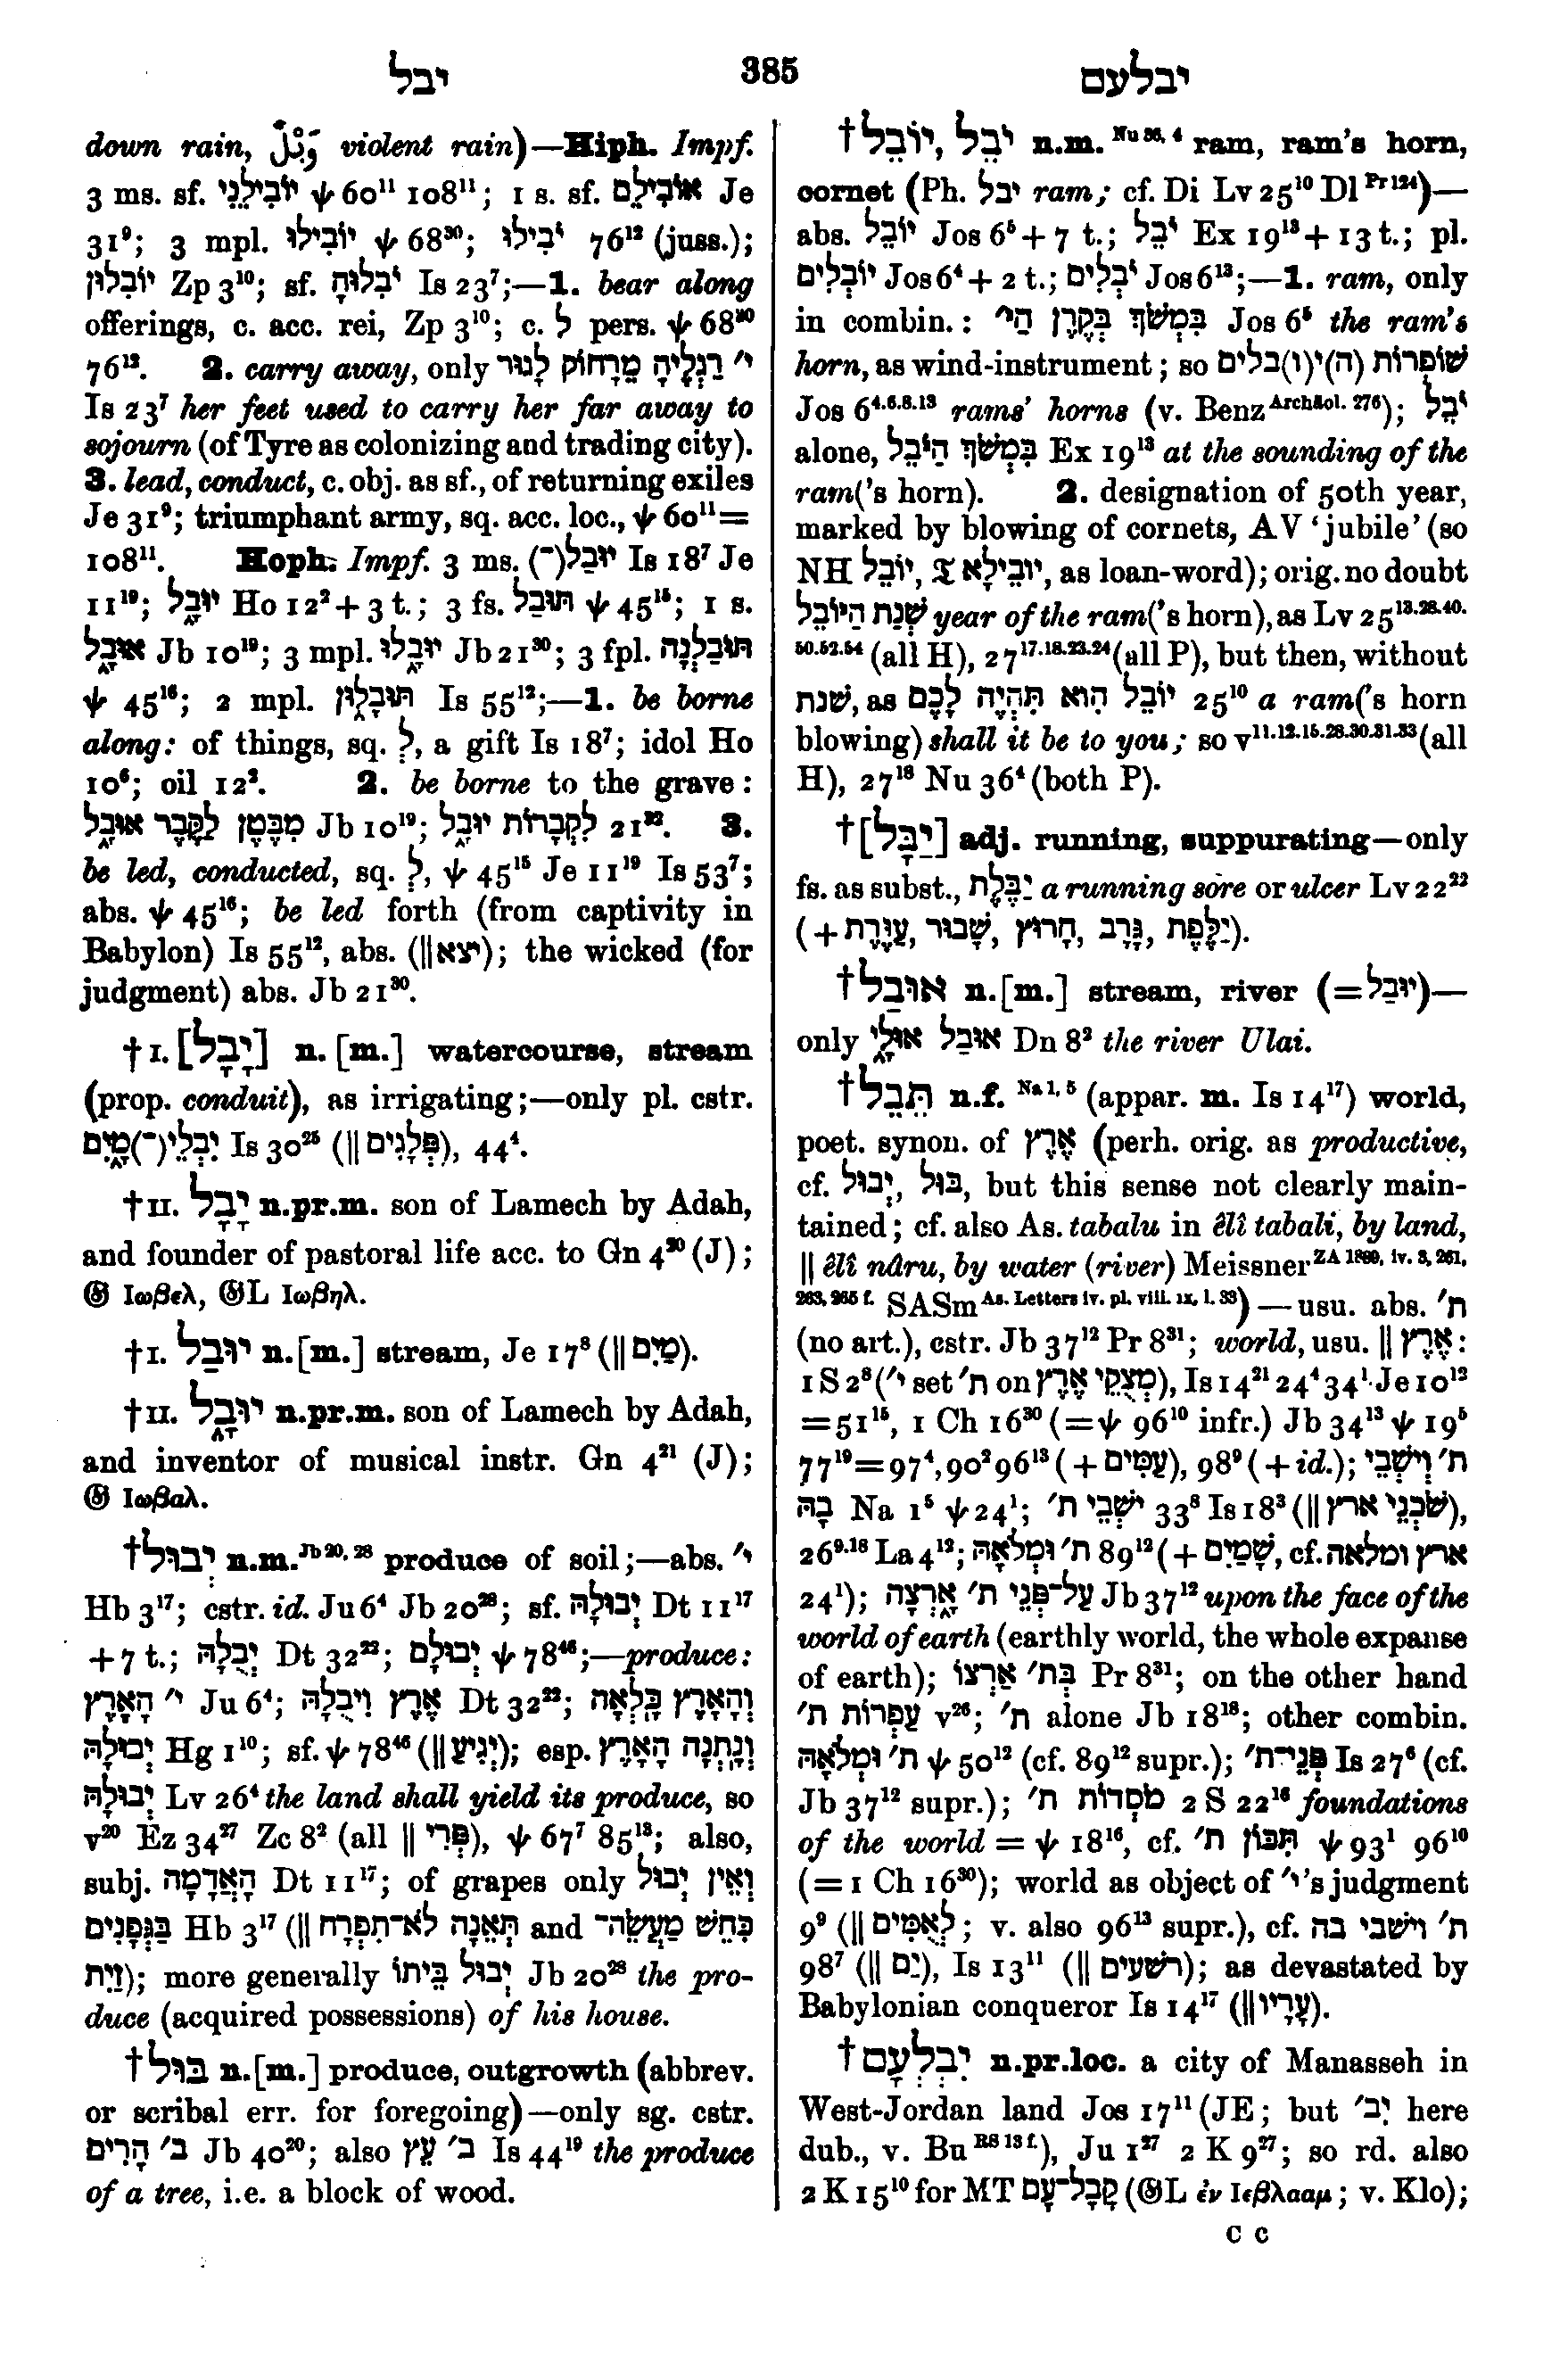 יבל
385
יבלעם
down rain, وَبْلٌ violent rain)—Hiph. Impf.
3 ms. sf. יוֹבִילֵנִי ψ 60¹¹ 108¹¹; 1 s. sf. אוֹבִילֵם Je
31⁹; 3 mpl. יוֹבִילוּ ψ 68³⁰; יֹבִילוּ 76¹² (juss.);
יוֹבִלוּן Zp 3¹⁰; sf. יֹבִלוּהָ Is 23⁷;—1. bear along
offerings, c. acc. rei, Zp 3¹⁰; c. ל pers. ψ 68³⁰
76¹². 2. carry away, only י׳ רַגְלֶיהָ מֵרָחוֹק לָגוּר
Is 23⁷ her feet used to carry her far away to
sojourn (of Tyre as colonizing and trading city).
3. lead, conduct, c. obj. as sf., of returning exiles
Je 31⁹; triumphant army, sq. acc. loc., ψ 60¹¹=
108¹¹. Hoph. Impf. 3 ms. יוּבַל(־) Is 18⁷ Je
11¹⁹; יוּבָל Ho 12²+3 t.; 3 fs. תּוּבַל ψ 45¹⁵; 1 s.
אוּבָל Jb 10¹⁹; 3 mpl. יוּבָלוּ Jb 21³⁰; 3 fpl. תּוּבַלְנָה
ψ 45¹⁶; 2 mpl. תּוּבָלוּן Is 55¹²;—1. be borne
along: of things, sq. לְ, a gift Is 18⁷; idol Ho
10⁶; oil 12². 2. be borne to the grave:
מִבֶּטֶן לַקֶּבֶר אוּבָל Jb 10¹⁹; לִקְבָרוֹת יוּבָל 21³². 3.
be led, conducted, sq. לְ, ψ 45¹⁵ Je 11¹⁹ Is 53⁷;
abs. ψ 45¹⁶; be led forth (from captivity in
Babylon) Is 55¹², abs. (‖יצא); the wicked (for
judgment) abs. Jb 21³⁰.
†I. [יָבָל] n. [m.] watercourse, stream
(prop. conduit), as irrigating;—only pl. cstr.
יִבְלֵי(־)מָיִם Is 30²⁵ (‖ פְּלָגִים), 44⁴.
†II. יָבָל n.pr.m. son of Lamech by Adah,
and founder of pastoral life acc. to Gn 4²⁰ (J);
𝔊 Ιωβελ, 𝔊L Ιωβηλ.
†I. יוּבַל n.[m.] stream, Je 17⁸ (‖ מַיִם).
†II. יוּבָל n.pr.m. son of Lamech by Adah,
and inventor of musical instr. Gn 4²¹ (J);
𝔊 Ιωβαλ.
†יְבוּל n.m. Jb 20, 28 produce of soil;—abs. י׳
Hb 3¹⁷; cstr. id. Ju 6⁴ Jb 20²⁸; sf. יְבוּלָהּ Dt 11¹⁷
+7 t.; יְבֻלָהּ Dt 32²²; יְבוּלָם ψ 78⁴⁶;—produce:
י׳ הָאָרֶץ Ju 6⁴; אֶרֶץ וִיבֻלָהּ Dt 32²²; וְהָאָרֶץ כָּלְאָה
יְבוּלָהּ Hg 1¹⁰; sf. ψ 78⁴⁶ (‖ יְגִיעַ); esp. וְנָתְנָה הָאָרֶץ
יְבוּלָהּ Lv 26⁴ the land shall yield its produce, so
v²⁰ Ez 34²⁷ Zc 8² (all ‖ פְּרִי), ψ 67⁷ 85¹³; also,
subj. הָאֲדָמָה Dt 11¹⁷; of grapes only וְאֵין יְבוּל
בַּגְּפָנִים Hb 3¹⁷ (‖ תְּאֵנָה לֹא־תִפְרָח and כִּחֵשׁ מַעֲשֵׂה־
זַיִת); more generally יְבוּל בֵּיתוֹ Jb 20²⁸ the pro-
duce (acquired possessions) of his house.
†בּוּל n.[m.] produce, outgrowth (abbrev.
or scribal err. for foregoing)—only sg. cstr.
ב׳ הָרִים Jb 40²⁰; also ב׳ עֵץ Is 44¹⁹ the produce
of a tree, i.e. a block of wood.
†יֹבֵל, יוֹבֵל n.m. Nu 36, 4 ram, ram's horn,
cornet (Ph. יבל ram; cf. Di Lv 25¹⁰ Dl Pr 124)—
abs. יוֹבֵל Jos 6⁵+7 t.; יֹבֵל Ex 19¹³+13 t.; pl.
יוֹבְלִים Jos 6⁴+2 t.; יֹבְלִים Jos 6¹³;—1. ram, only
in combin.: בִּמְשֹׁךְ בְּקֶרֶן הַי׳ Jos 6⁵ the ram's
horn, as wind-instrument; so שׁוֹפְרוֹת (ה)י(ו)בלים
Jos 6⁴·⁶·⁸·¹³ rams' horns (v. Benz Archäol. 276); יֹבֵל
alone, בִּמְשֹׁךְ הַיֹּבֵל Ex 19¹³ at the sounding of the
ram('s horn). 2. designation of 50th year,
marked by blowing of cornets, AV 'jubile' (so
NH יוֹבֵל, 𝔗 יוֹבֵילָא, as loan-word); orig. no doubt
שְׁנַת הַיּוֹבֵל year of the ram('s horn), as Lv 25¹³·²⁸·⁴⁰·
⁵⁰·⁵²·⁵⁴ (all H), 27¹⁷·¹⁸·²³·²⁴ (all P), but then, without
שׁנת, as יוֹבֵל הִוא תִּהְיֶה לָכֶם 25¹⁰ a ram('s horn
blowing) shall it be to you; so v¹¹·¹²·¹⁵·²⁸·³⁰·³¹·³³ (all
H), 27¹⁸ Nu 36⁴ (both P).
†[יַבָּל] adj. running, suppurating—only
fs. as subst., יַבֶּלֶת a running sore or ulcer Lv 22²²
(+ יַלֶּפֶת, גָּרָב, חָרוּץ, שָׁבוּר, עַוֶּרֶת).
†אוּבַל n.[m.] stream, river (=יוּבַל)—
only אוּבַל אוּלָי Dn 8² the river Ulai.
†תֵּבֵל n.f. Na 1, 5 (appar. m. Is 14¹⁷) world,
poet. synon. of אֶרֶץ (perh. orig. as productive,
cf. יְבוּל, בּוּל, but this sense not clearly main-
tained; cf. also As. tabalu in êlî tabali, by land,
‖ êlî nâru, by water (river) Meissner ZA 1889, iv. 3, 261,
263, 265 f. SASm As. Letters iv. pl. viii. ix, l. 33)—usu. abs. ת׳
(no art.), cstr. Jb 37¹² Pr 8³¹; world, usu. ‖ אֶרֶץ:
1 S 2⁸ (י׳ set ת׳ on מְצֻקֵי אֶרֶץ), Is 14²¹ 24⁴ 34¹ Je 10¹²
=51¹⁵, 1 Ch 16³⁰ (=ψ 96¹⁰ infr.) Jb 34¹³ ψ 19⁵
77¹⁹=97⁴, 90² 96¹³ (+ עַמִּים), 98⁹ (+ id.); ת׳ וְיֹשְׁבֵי
בָהּ Na 1⁵ ψ 24¹; יֹשְׁבֵי ת׳ 33⁸ Is 18³ (‖ שֹׁכְנֵי ארץ),
26⁹·¹⁸ La 4¹²; ת׳ וּמְלֹאָהּ 89¹² (+ שָׁמַיִם, cf. ארץ ומלאה
24¹); עַל־פְּנֵי ת׳ אָרְצָה Jb 37¹² upon the face of the
world of earth (earthly world, the whole expanse
of earth); בְּת׳ אַרְצוֹ Pr 8³¹; on the other hand
עַפְרוֹת ת׳ v²⁶; ת׳ alone Jb 18¹⁸; other combin.
ת׳ וּמְלֹאָהּ ψ 50¹² (cf. 89¹² supr.); פְּנֵי־ת׳ Is 27⁶ (cf.
Jb 37¹² supr.); מֹסְדוֹת ת׳ 2 S 22¹⁶ foundations
of the world = ψ 18¹⁶, cf. תִּכּוֹן ת׳ ψ 93¹ 96¹⁰
(= 1 Ch 16³⁰); world as object of י׳'s judgment
9⁹ (‖ לְאֻמִּים; v. also 96¹³ supr.), cf. ת׳ וישׁבי בה
98⁷ (‖ יָם), Is 13¹¹ (‖ רשׁעים); as devastated by
Babylonian conqueror Is 14¹⁷ (‖ עָרָיו).
†יִבְלְעָם n.pr.loc. a city of Manasseh in
West-Jordan land Jos 17¹¹ (JE; but יִב׳ here
dub., v. Bu RS 13 f.), Ju 1²⁷ 2 K 9²⁷; so rd. also
2 K 15¹⁰ for MT קָבָל־עָם (𝔊L ἐν Ιεβλααμ; v. Klo);
C c